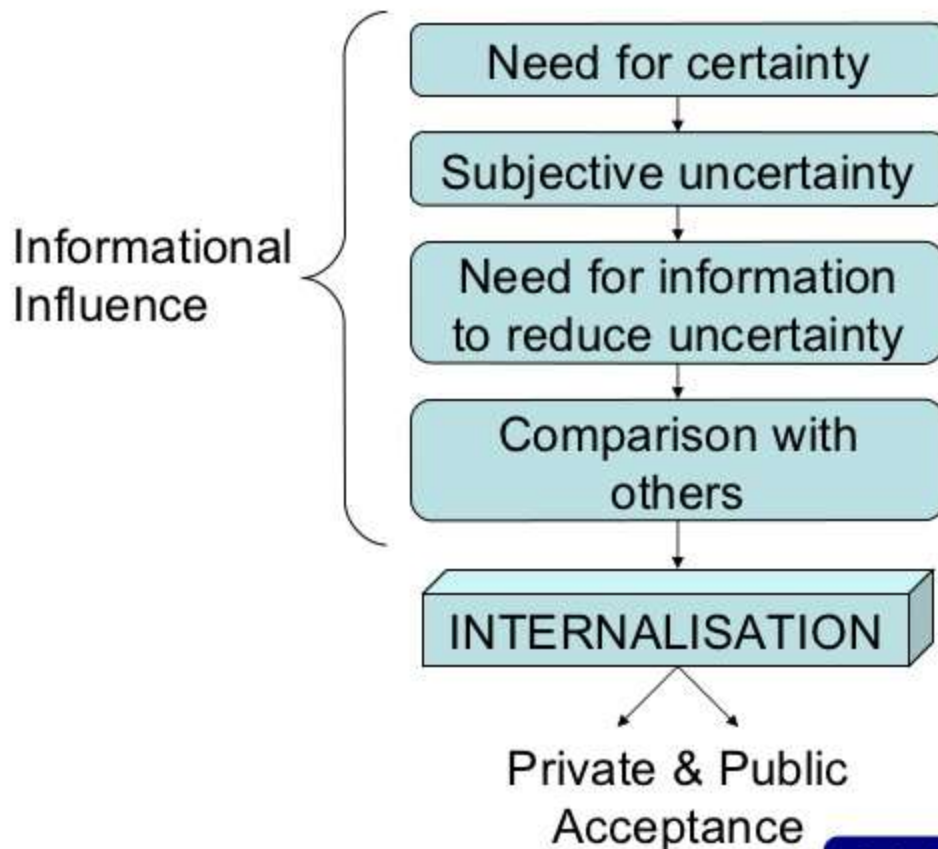 Need for certainty
Subjective uncertainty
Informational
Influence
Need for information
to reduce uncertainty
Comparison with
others
INTERNALISATION
Private & Public
Acceptance